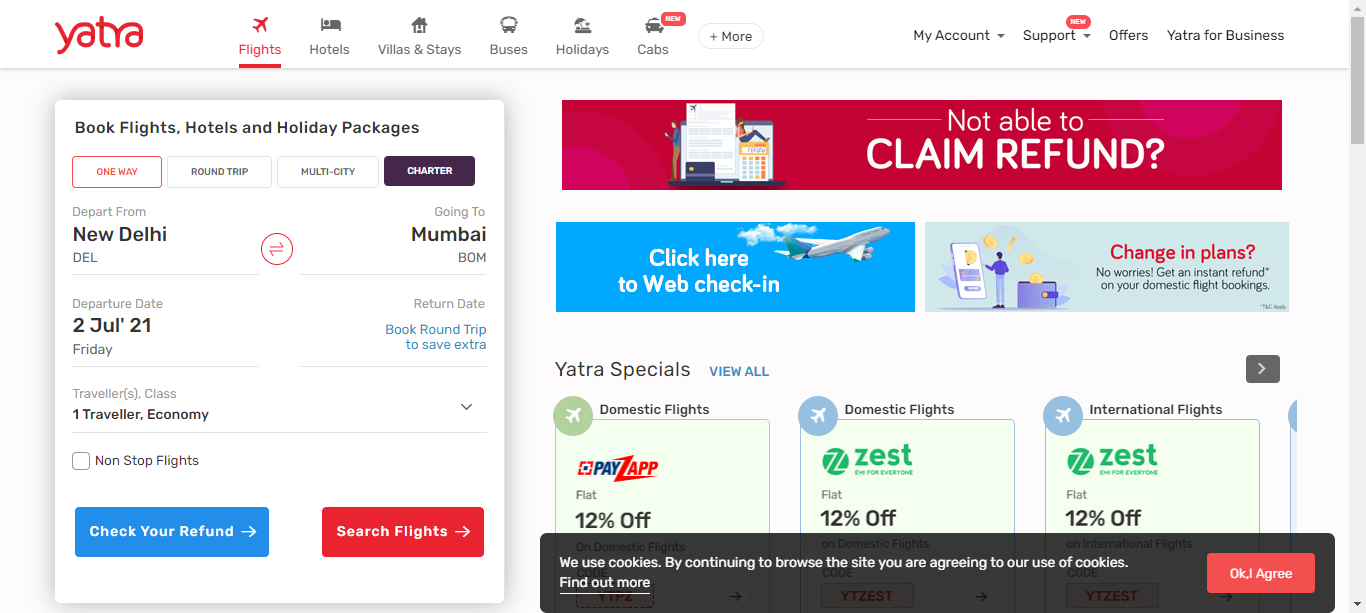 yatra
Flights
Hotels
Villas & Stays
Buses
Holidays
NEW
Cabs
+ More
My Account
NEW
Support
Offers
Yatra for Business
Book Flights, Hotels and Holiday Packages
ONE WAY
ROUND TRIP
MULTI-CITY
CHARTER
Depart From
New Delhi
DEL
Going To
Mumbai
BOM
Departure Date
2 Jul' 21
Friday
Return Date
Book Round Trip
to save extra
Traveller(s), Class
1 Traveller, Economy
Non Stop Flights
Check Your Refund
Search Flights
Not able to
CLAIM REFUND?
Click here
to Web check-in
Change in plans?
No worries! Get an instant refund*
on your domestic flight bookings.
*T&C Apply
Yatra Specials
VIEW ALL
Domestic Flights
PAYZAPP
Flat
12% Off
On Domestic Flights
CODE
YTPZ
Domestic Flights
zest
EMI FOR EVERYONE
Flat
12% Off
on Domestic Flights
CODE
YTZEST
International Flights
zest
EMI FOR EVERYONE
Flat
12% Off
on International Flights
CODE
YTZEST
We use cookies. By continuing to browse the site you are agreeing to our use of cookies.
Find out more
Ok,I Agree